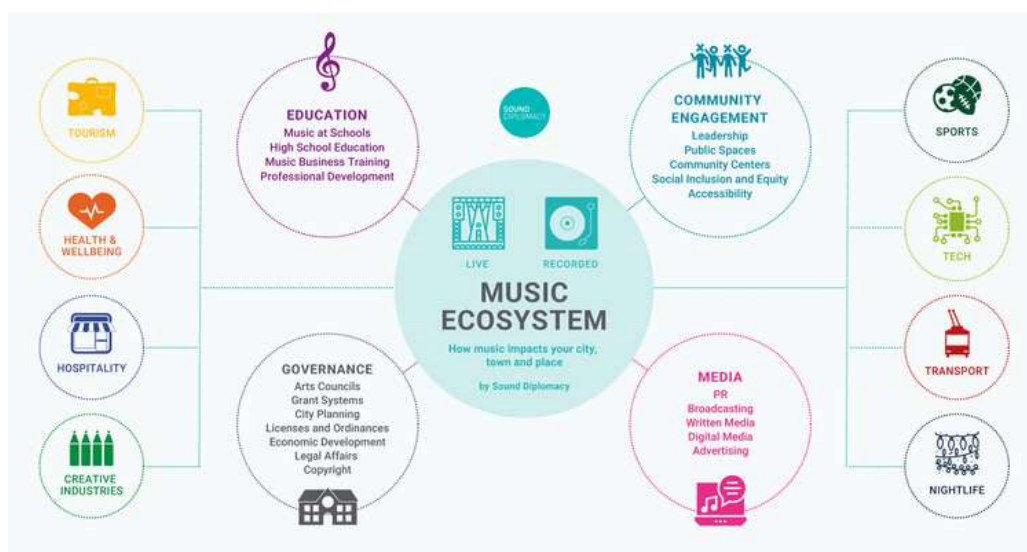 TOURISM
HEALTH &
WELLBEING
HOSPITALITY
CREATIVE
INDUSTRIES
EDUCATION
Music at Schools
High School Education
Music Business Training
Professional Development
GOVERNANCE
Arts Councils
Grant Systems
City Planning
Licenses and Ordinances
Economic Development
Legal Affairs
Copyright
SOUND
DIPLOMACY
LIVE
RECORDED
MUSIC
ECOSYSTEM
How music impacts your city,
town and place
by Sound Diplomacy
COMMUNITY
ENGAGEMENT
Leadership
Public Spaces
Community Centers
Social Inclusion and Equity
Accessibility
MEDIA
PR
Broadcasting
Written Media
Digital Media
Advertising
SPORTS
TECH
TRANSPORT
NIGHTLIFE